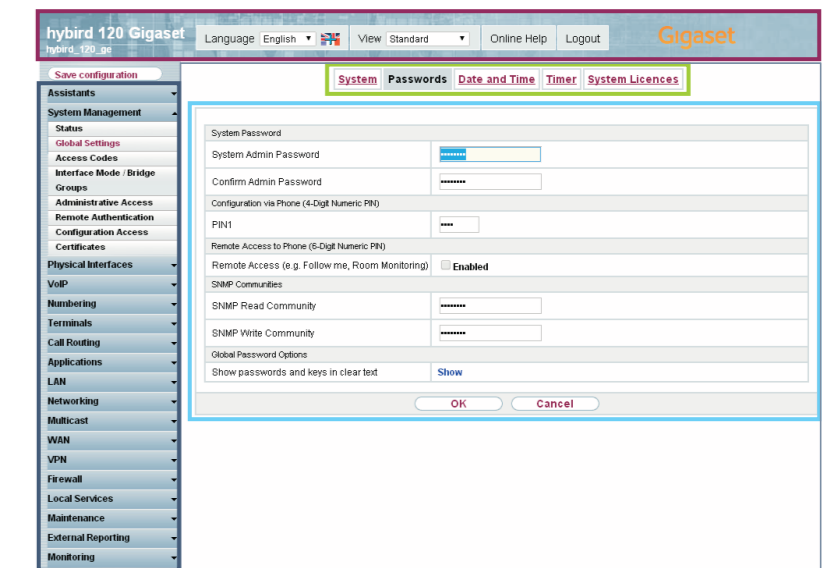 hybird 120 Gigaset
hybird_120_ge
Language English View Standard Online Help Logout
Gigaset
Save configuration
System Passwords Date and Time Timer System Licences
Assistants
System Management
Status
Global Settings
Access Codes
Interface Mode / Bridge
Groups
Administrative Access
Remote Authentication
Configuration Access
Certificates
Physical Interfaces
VoIP
Numbering
Terminals
Call Routing
Applications
LAN
Networking
Multicast
WAN
VPN
Firewall
Local Services
Maintenance
External Reporting
Monitoring
System Password
System Admin Password ••••••••
Confirm Admin Password ••••••••
Configuration via Phone (4-Digit Numeric PIN)
PIN1 ••••
Remote Access to Phone (6-Digit Numeric PIN)
Remote Access (e.g. Follow me, Room Monitoring) Enabled
SNMP Communities
SNMP Read Community ••••••••
SNMP Write Community ••••••••
Global Password Options
Show passwords and keys in clear text Show
OK Cancel